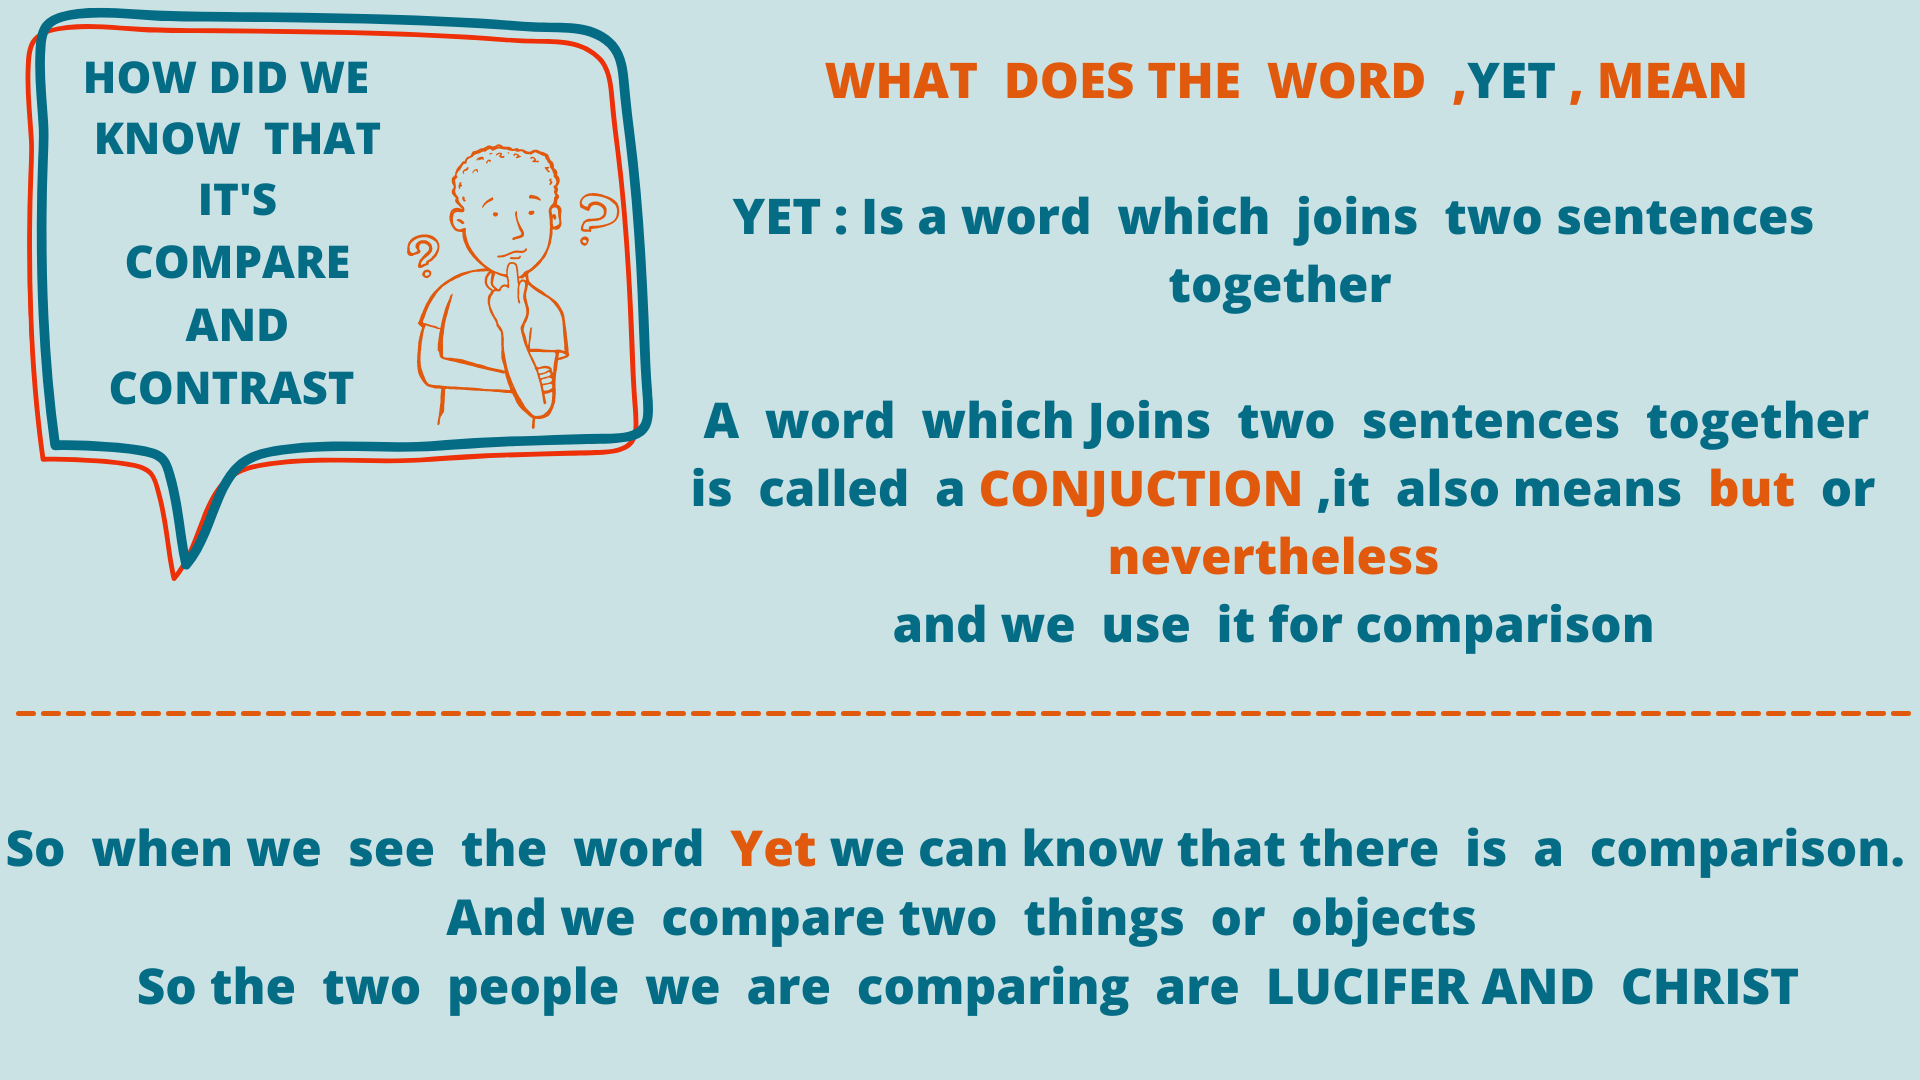 HOW DID WE
KNOW THAT
IT'S
COMPARE
AND
CONTRAST
? ?
WHAT DOES THE WORD ,YET , MEAN
YET : Is a word which joins two sentences
together
A word which Joins two sentences together
is called a CONJUCTION ,it also means but or
nevertheless
and we use it for comparison
So when we see the word Yet we can know that there is a comparison.
And we compare two things or objects
So the two people we are comparing are LUCIFER AND CHRIST